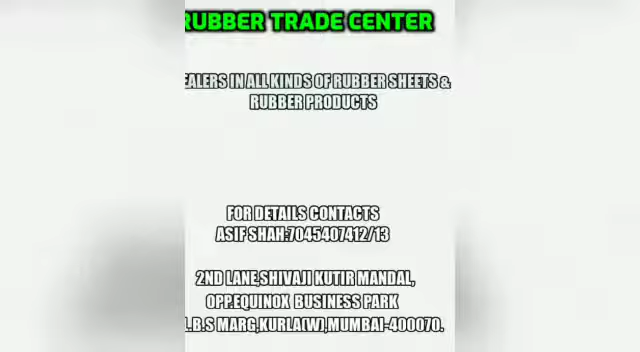 RUBBER TRADE CENTER
EALERS IN ALL KINDS OF RUBBER SHEETS &
RUBBER PRODUCTS
FOR DETAILS CONTACTS
ASIF SHAH:7045407412/13
2ND LANE,SHIVAJI KUTIR MANDAL,
OPP.EQUINOX BUSINESS PARK
L.B.S MARG,KURLA(W),MUMBAI-400070.